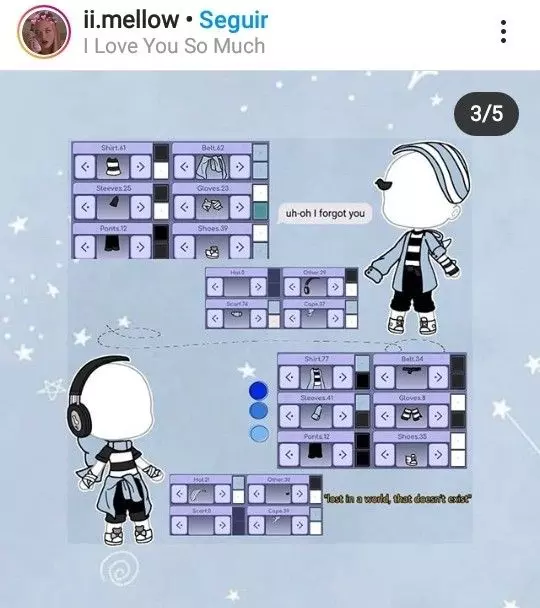 ii.mellow • Seguir
I Love You So Much
3/5
Shirt.61
Belt.62
Sleeves.25
Gloves.23
Pants.12
Shoes.39
uh-oh I forgot you
Hat.0
Other.29
Scarf.76
Cape.37
Shirt.77
Belt.34
Sleeves.41
Gloves.8
Pants.12
Shoes.35
Hat.21
Other.30
Scarf.0
Cape.39
"lost in a world, that doesn't exist"